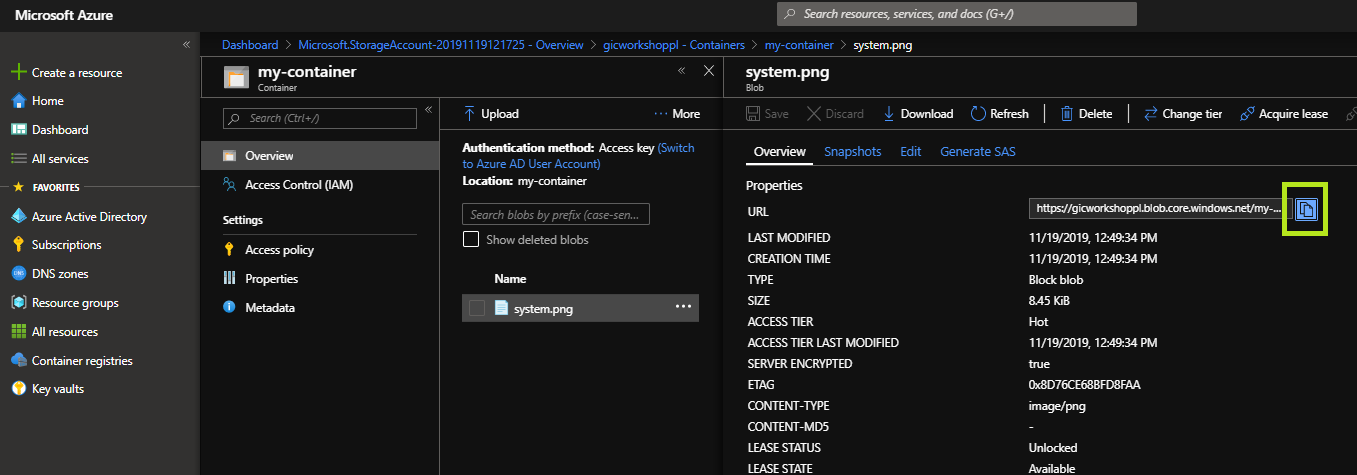 Microsoft Azure
Search resources, services, and docs (G+/)
Dashboard > Microsoft.StorageAccount-20191119121725 - Overview > gicworkshoppl - Containers > my-container > system.png
Create a resource
Home
Dashboard
All services
FAVORITES
Azure Active Directory
Subscriptions
DNS zones
Resource groups
All resources
Container registries
Key vaults
my-container
Container
Search (Ctrl+/)
Overview
Access Control (IAM)
Settings
Access policy
Properties
Metadata
Upload
··· More
Authentication method: Access key (Switch
to Azure AD User Account)
Location: my-container
Search blobs by prefix (case-sen...
Show deleted blobs
Name
system.png
system.png
Blob
Save Discard Download Refresh Delete Change tier Acquire lease
Overview Snapshots Edit Generate SAS
Properties
URL https://gicworkshoppl.blob.core.windows.net/my-...
LAST MODIFIED 11/19/2019, 12:49:34 PM
CREATION TIME 11/19/2019, 12:49:34 PM
TYPE Block blob
SIZE 8.45 KiB
ACCESS TIER Hot
ACCESS TIER LAST MODIFIED 11/19/2019, 12:49:34 PM
SERVER ENCRYPTED true
ETAG 0x8D76CE68BFD8FAA
CONTENT-TYPE image/png
CONTENT-MD5 -
LEASE STATUS Unlocked
LEASE STATE Available